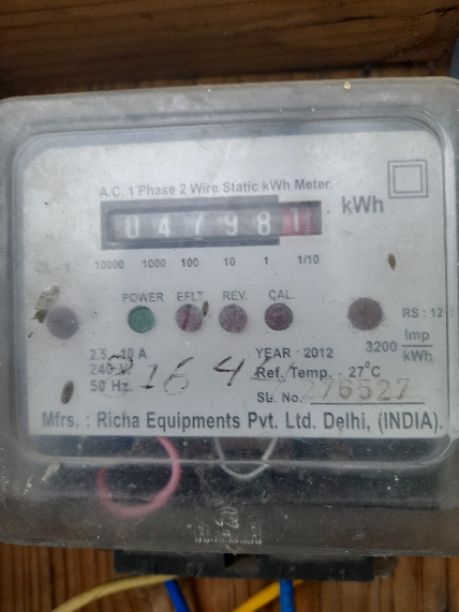 A.C. 1 Phase 2 Wire Static kWh Meter.
047981 kWh
10000 1000 100 10 1 1/10
POWER EFLT REV. CAL.
RS : 12
2.5 - 10 A YEAR : 2012 3200 Imp/kWh
240 V Ref. Temp. - 27°C
50 Hz. SL. No. 276527
3164
Mfrs. : Richa Equipments Pvt. Ltd. Delhi, (INDIA).